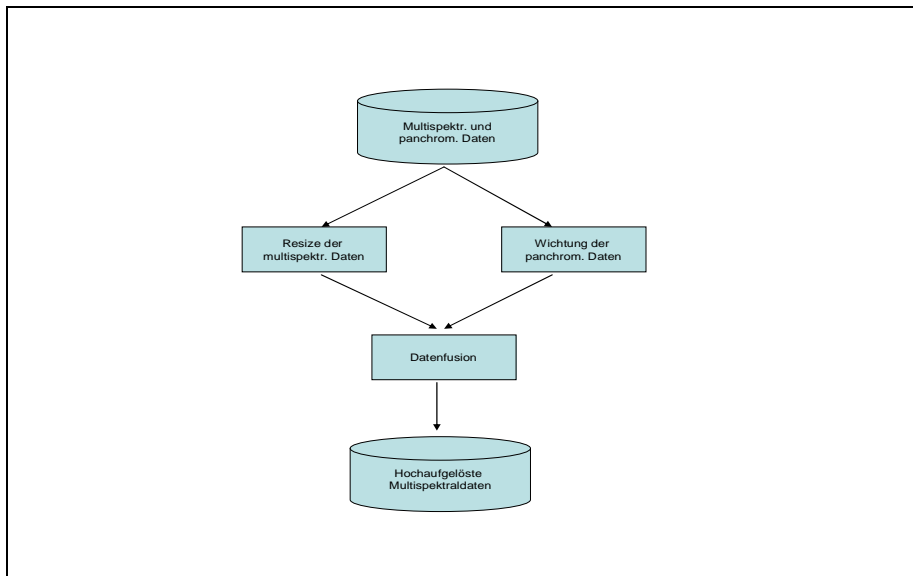 Multispektr. und
panchrom. Daten
Resize der
multispektr. Daten
Wichtung der
panchrom. Daten
Datenfusion
Hochaufgelöste
Multispektraldaten